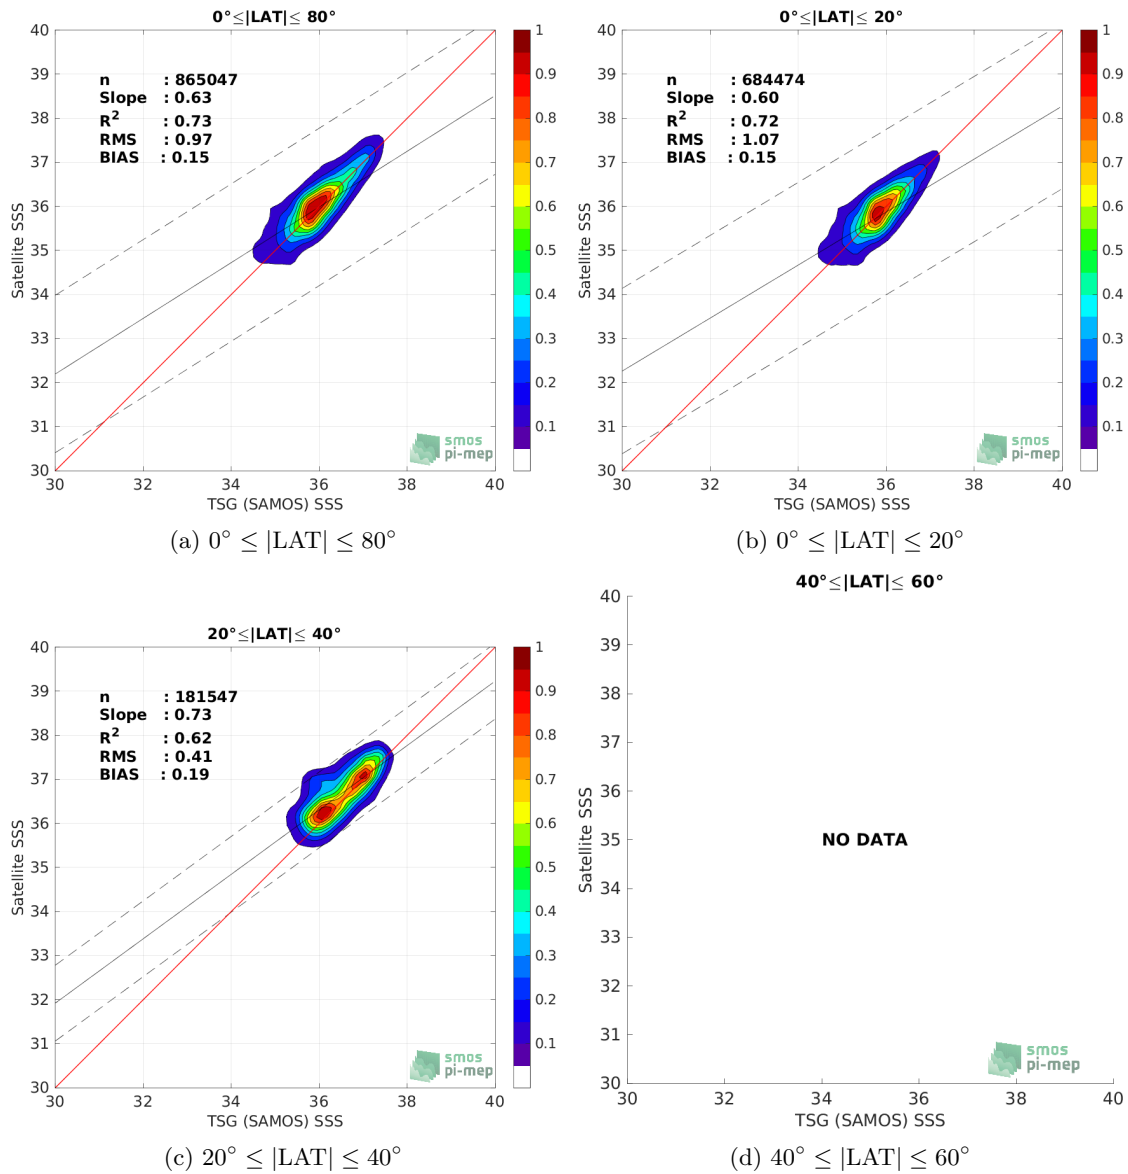 0°≤|LAT|≤ 80°
n : 865047
Slope : 0.63
R² : 0.73
RMS : 0.97
BIAS : 0.15
Satellite SSS
40
39
38
37
36
35
34
33
32
31
30
30 32 34 36 38 40
TSG (SAMOS) SSS
1
0.9
0.8
0.7
0.6
0.5
0.4
0.3
0.2
0.1
smos
pi-mep
(a) 0° ≤ |LAT| ≤ 80°
0°≤|LAT|≤ 20°
n : 684474
Slope : 0.60
R² : 0.72
RMS : 1.07
BIAS : 0.15
Satellite SSS
40
39
38
37
36
35
34
33
32
31
30
30 32 34 36 38 40
TSG (SAMOS) SSS
1
0.9
0.8
0.7
0.6
0.5
0.4
0.3
0.2
0.1
smos
pi-mep
(b) 0° ≤ |LAT| ≤ 20°
20°≤|LAT|≤ 40°
n : 181547
Slope : 0.73
R² : 0.62
RMS : 0.41
BIAS : 0.19
Satellite SSS
40
39
38
37
36
35
34
33
32
31
30
30 32 34 36 38 40
TSG (SAMOS) SSS
1
0.9
0.8
0.7
0.6
0.5
0.4
0.3
0.2
0.1
smos
pi-mep
(c) 20° ≤ |LAT| ≤ 40°
40°≤|LAT|≤ 60°
Satellite SSS
40
39
38
37
36
35
34
33
32
31
30
NO DATA
30 32 34 36 38 40
TSG (SAMOS) SSS
smos
pi-mep
(d) 40° ≤ |LAT| ≤ 60°